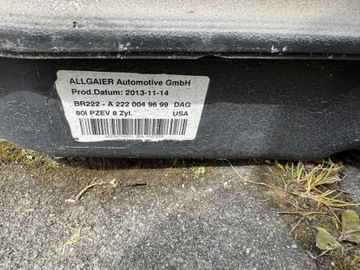 ALLGAIER Automotive GmbH
Prod.Datum: 2013-11-14
BR222 - A 222 004 96 99 DAG
80l PZEV 8 Zyl. USA